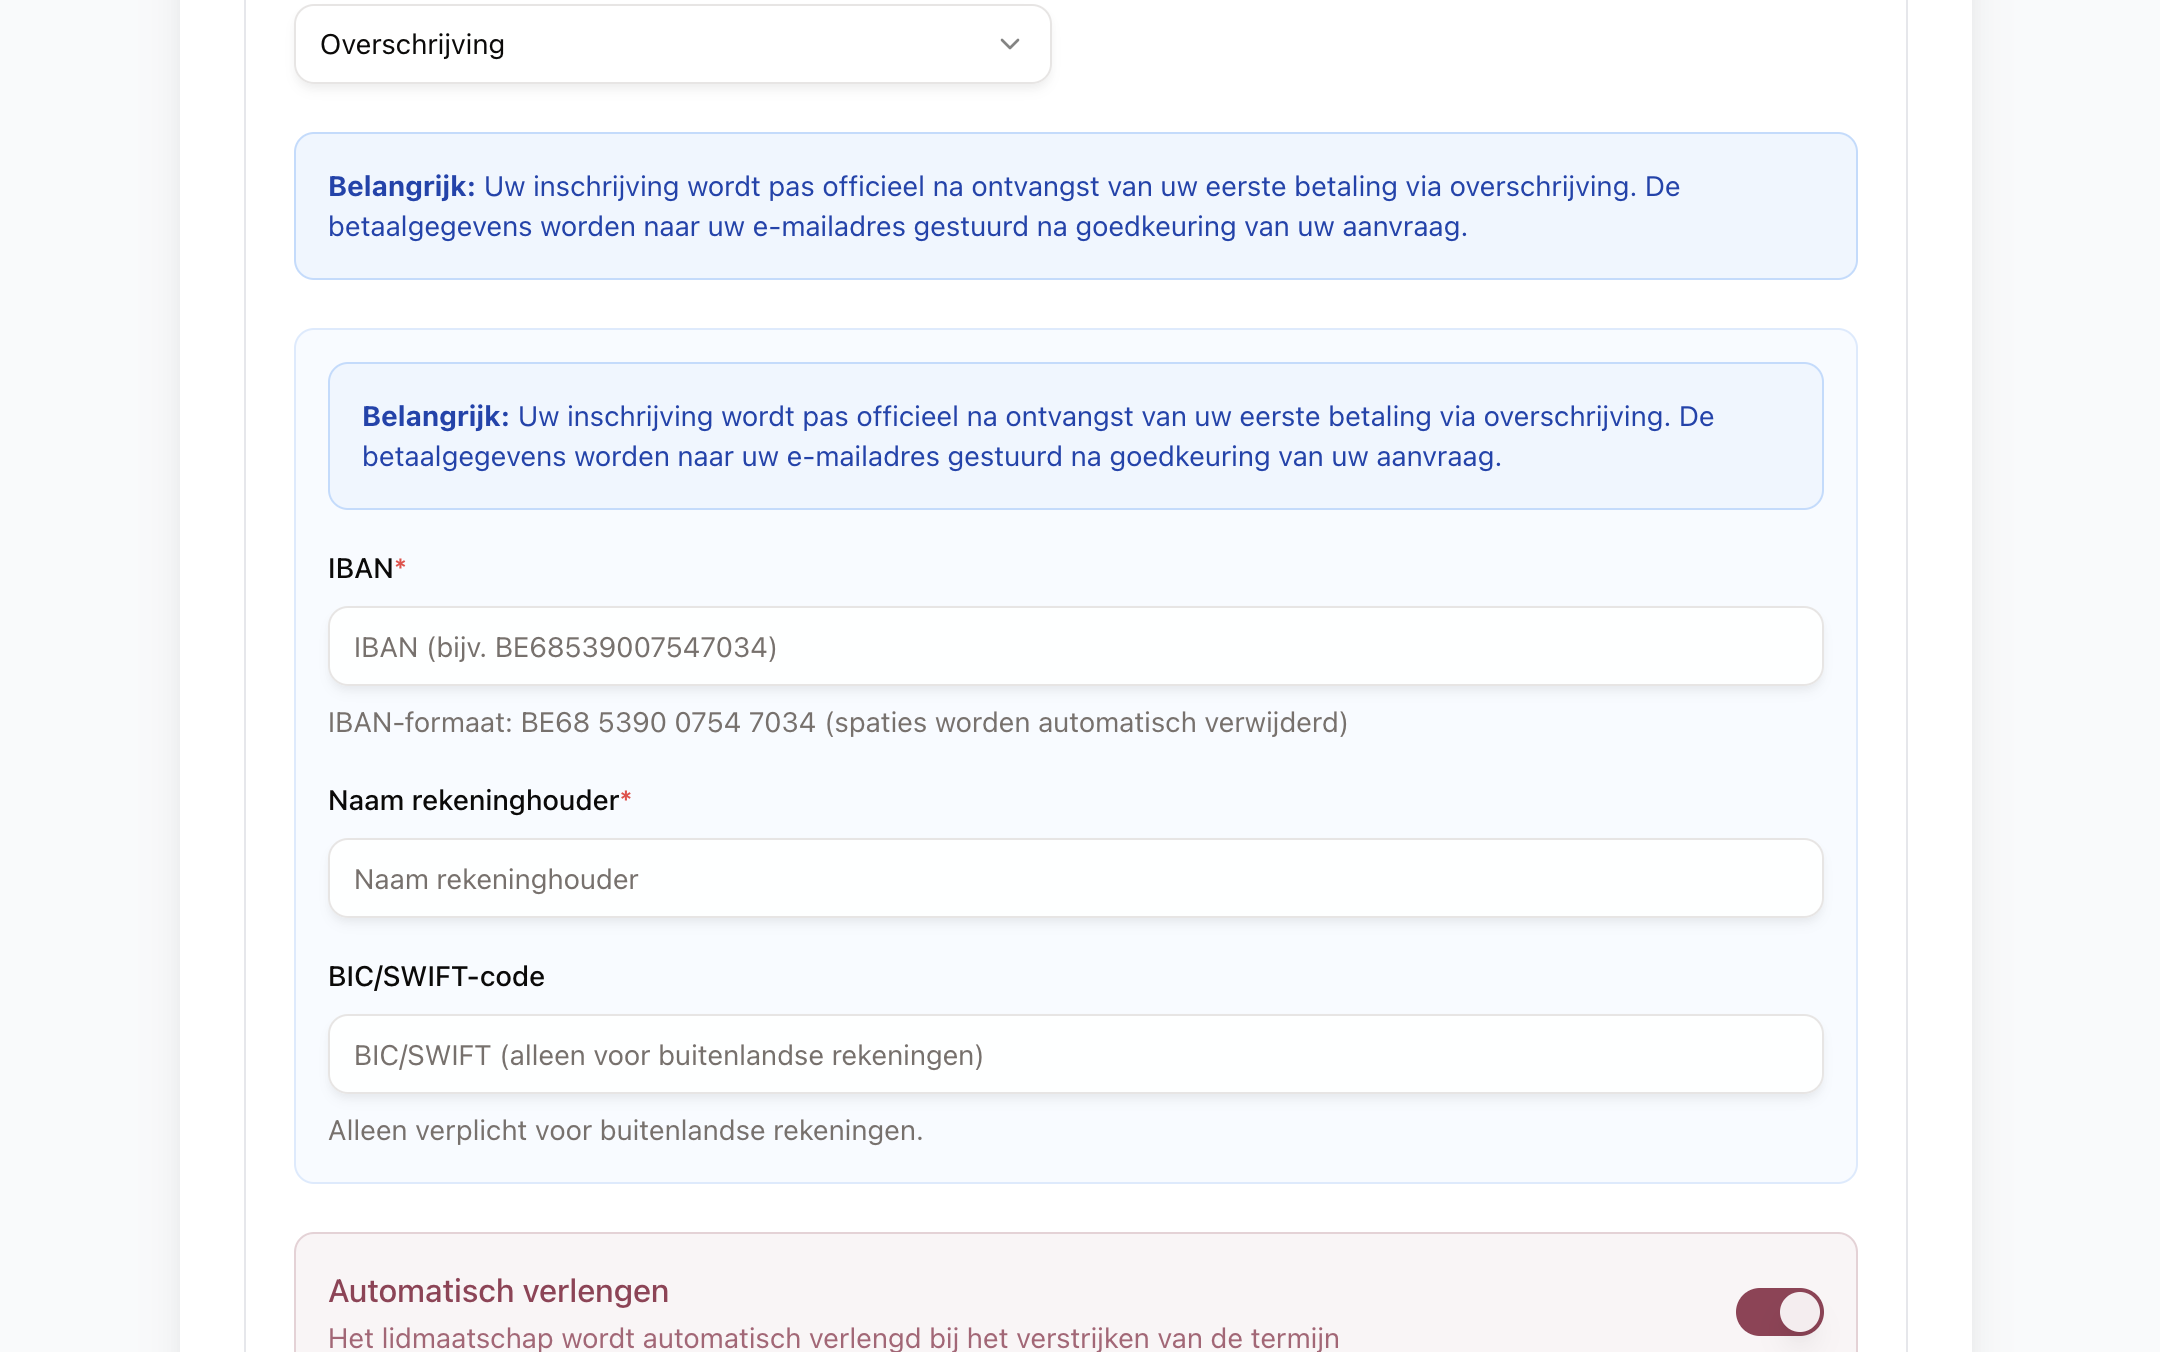 Overschrijving
Belangrijk: Uw inschrijving wordt pas officieel na ontvangst van uw eerste betaling via overschrijving. De
betaalgegevens worden naar uw e-mailadres gestuurd na goedkeuring van uw aanvraag.
Belangrijk: Uw inschrijving wordt pas officieel na ontvangst van uw eerste betaling via overschrijving. De
betaalgegevens worden naar uw e-mailadres gestuurd na goedkeuring van uw aanvraag.
IBAN*
IBAN (bijv. BE68539007547034)
IBAN-formaat: BE68 5390 0754 7034 (spaties worden automatisch verwijderd)
Naam rekeninghouder*
Naam rekeninghouder
BIC/SWIFT-code
BIC/SWIFT (alleen voor buitenlandse rekeningen)
Alleen verplicht voor buitenlandse rekeningen.
Automatisch verlengen
Het lidmaatschap wordt automatisch verlengd bij het verstrijken van de termijn